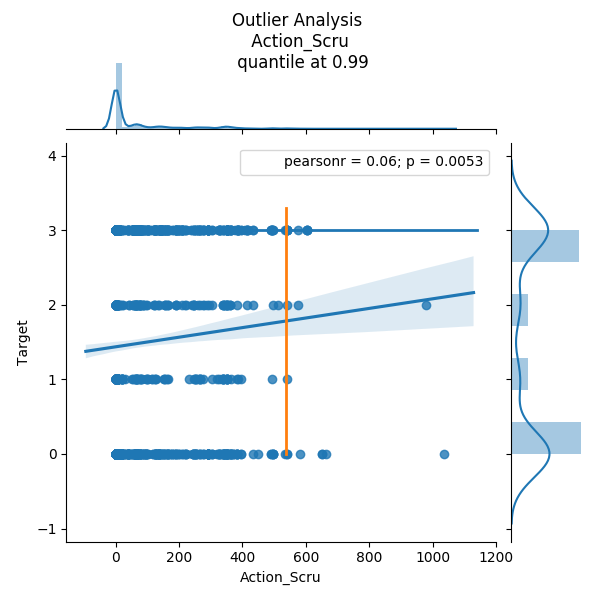 Outlier Analysis
Action_Scru
quantile at 0.99
pearsonr = 0.06; p = 0.0053
4
3
2
1
0
−1
Target
0 200 400 600 800 1000 1200
Action_Scru